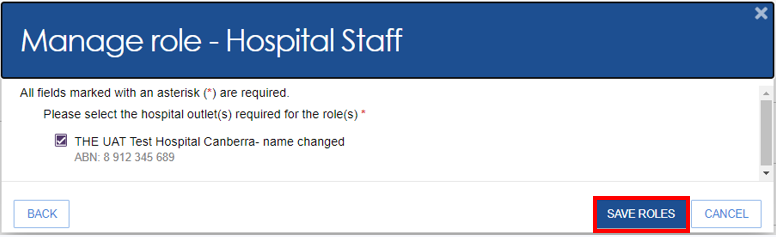 Manage role - Hospital Staff
All fields marked with an asterisk (*) are required.
Please select the hospital outlet(s) required for the role(s) *
THE UAT Test Hospital Canberra- name changed
ABN: 8 912 345 689
BACK SAVE ROLES CANCEL